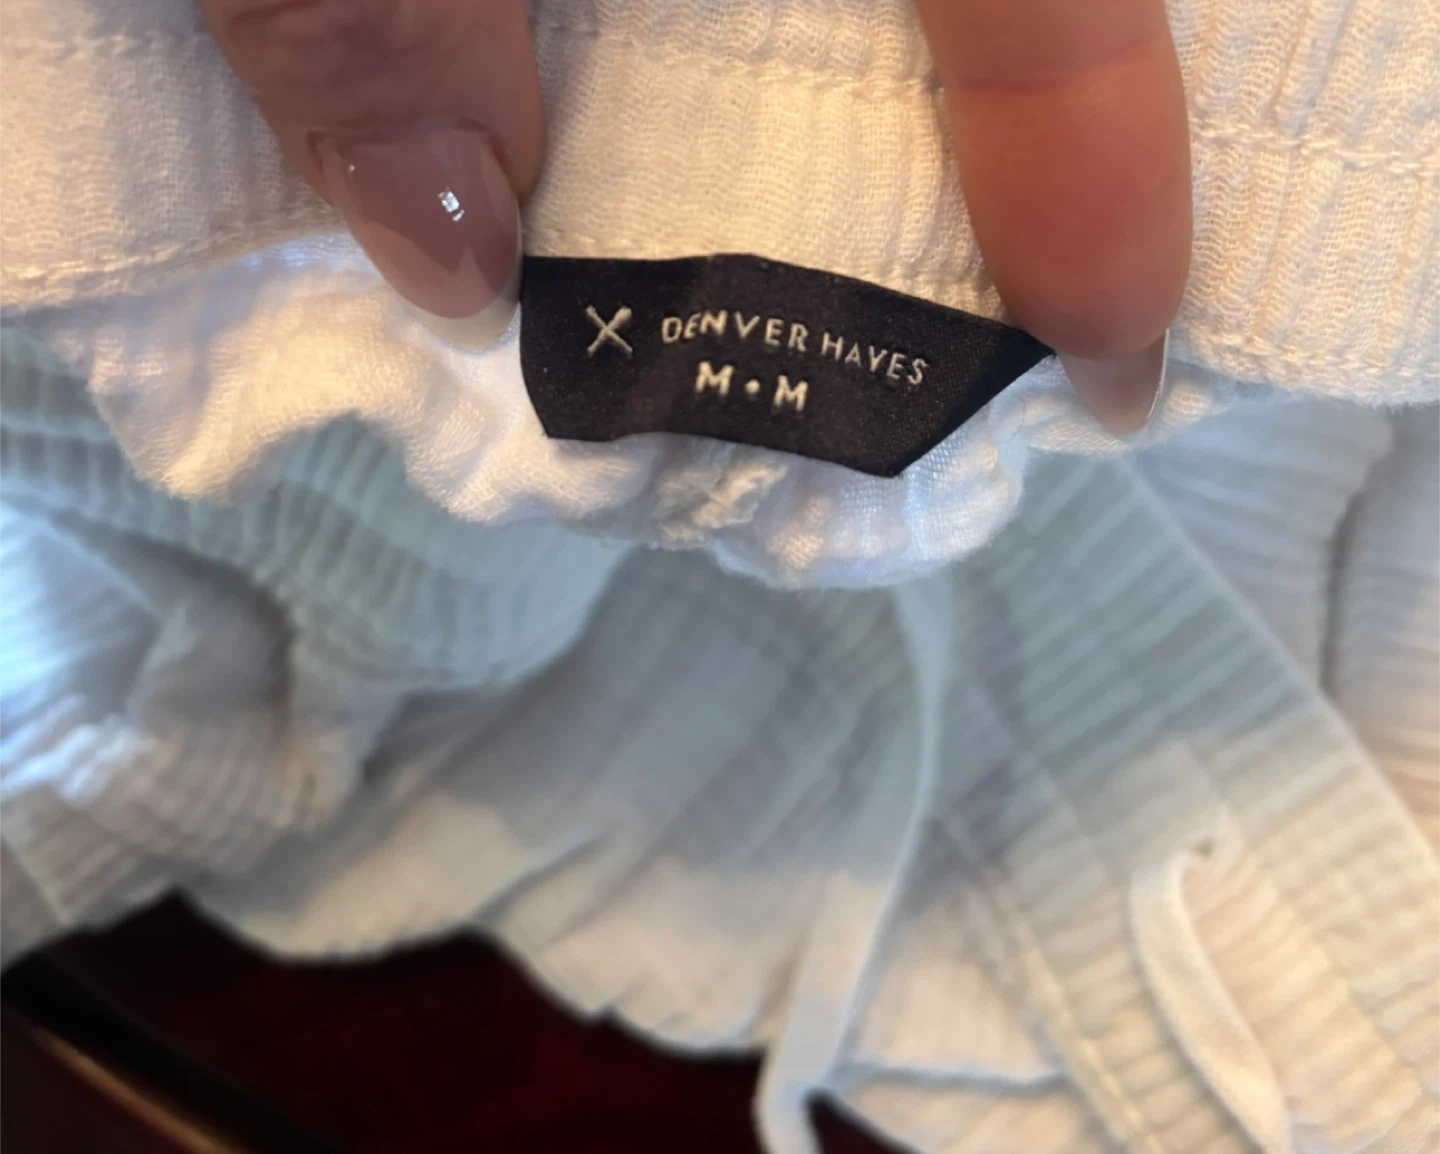 DENVER HAYES
M • M